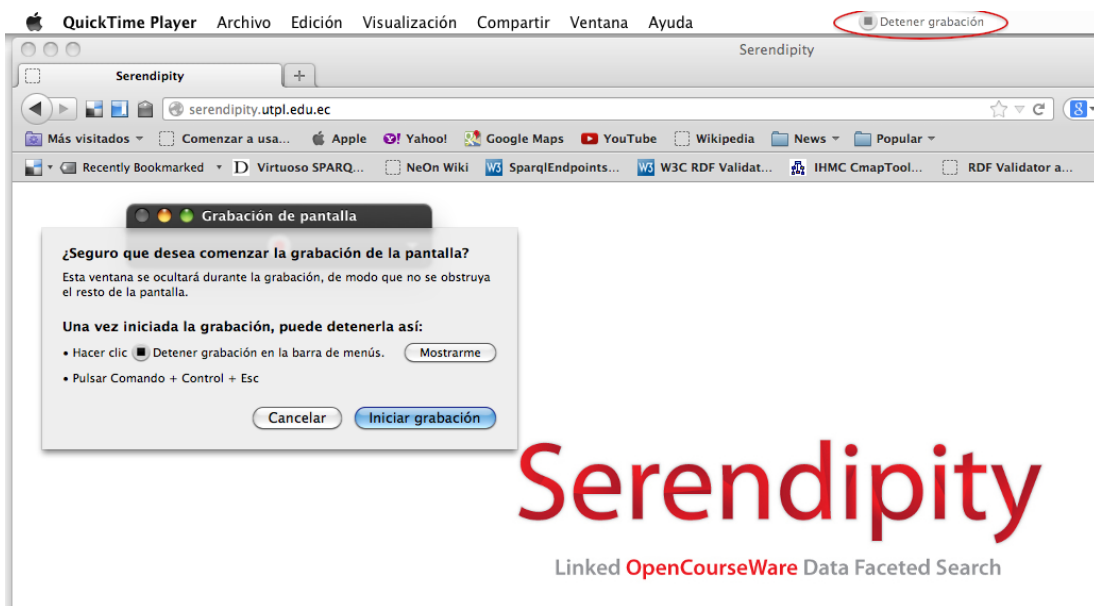 QuickTime Player Archivo Edición Visualización Compartir Ventana Ayuda Detener grabación
Serendipity
Serendipity +
serendipity.utpl.edu.ec 8
Más visitados Comenzar a usa... Apple Yahoo! Google Maps YouTube Wikipedia News Popular
Recently Bookmarked D Virtuoso SPARQ... NeOn Wiki W3 SparqlEndpoints... W3 W3C RDF Validat... IHMC CmapTool... RDF Validator a...
Grabación de pantalla
¿Seguro que desea comenzar la grabación de la pantalla?
Esta ventana se ocultará durante la grabación, de modo que no se obstruya
el resto de la pantalla.
Una vez iniciada la grabación, puede detenerla así:
• Hacer clic Detener grabación en la barra de menús. Mostrarme
• Pulsar Comando + Control + Esc
Cancelar Iniciar grabación
Serendipity
Linked OpenCourseWare Data Faceted Search